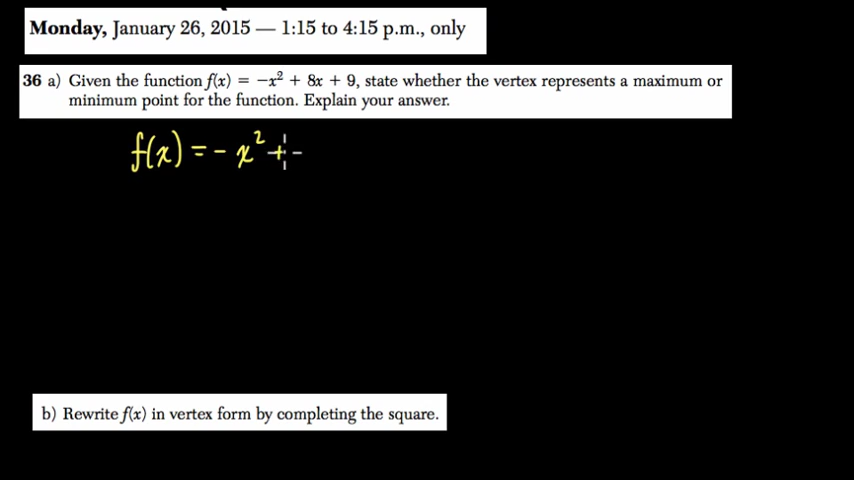 Monday, January 26, 2015 — 1:15 to 4:15 p.m., only
36 a) Given the function f(x) = −x² + 8x + 9, state whether the vertex represents a maximum or
minimum point for the function. Explain your answer.
f(x) = - x² +
b) Rewrite f(x) in vertex form by completing the square.